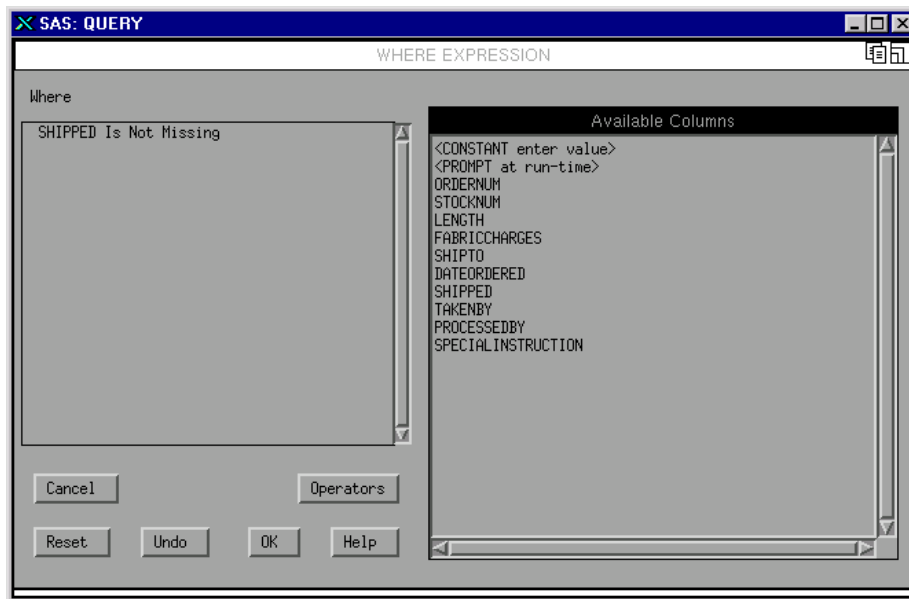 SAS: QUERY
WHERE EXPRESSION
Where
SHIPPED Is Not Missing
Available Columns
<CONSTANT enter value>
<PROMPT at run-time>
ORDERNUM
STOCKNUM
LENGTH
FABRICCHARGES
SHIPTO
DATEORDERED
SHIPPED
TAKENBY
PROCESSEDBY
SPECIALINSTRUCTION
Cancel
Operators
Reset
Undo
OK
Help